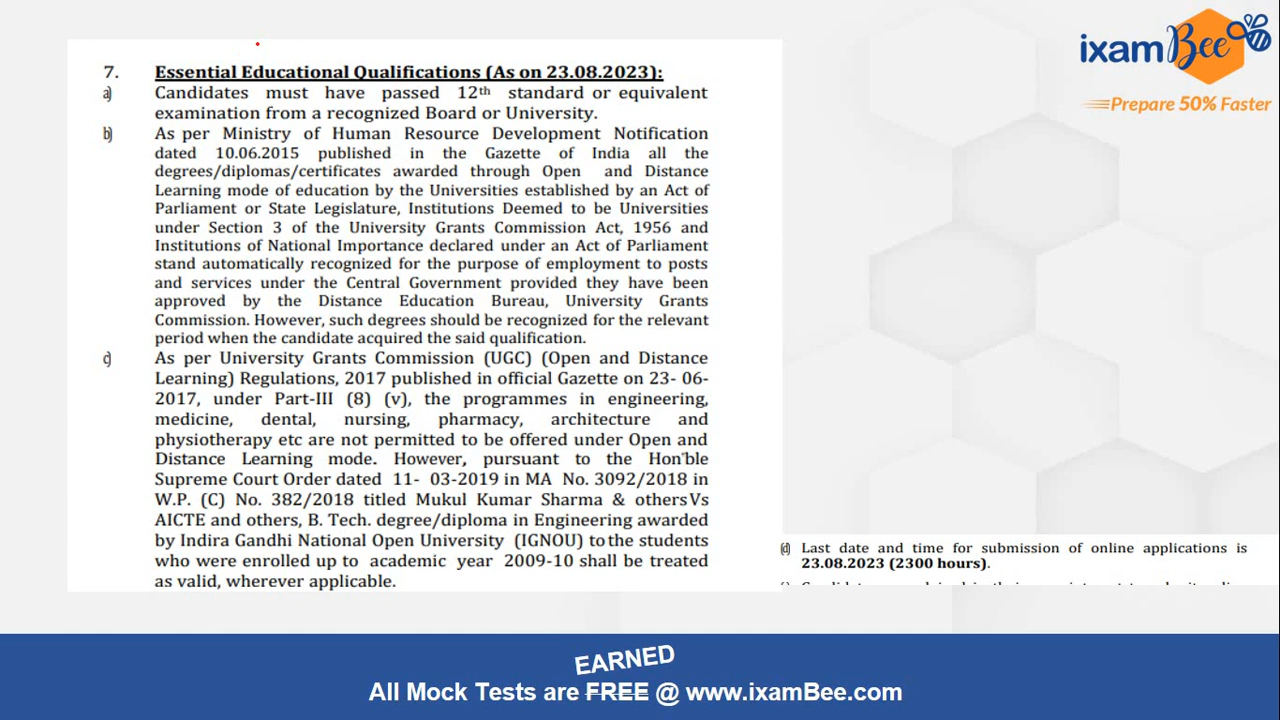 ixamBee
Prepare 50% Faster
7. Essential Educational Qualifications (As on 23.08.2023):
a) Candidates must have passed 12th standard or equivalent
examination from a recognized Board or University.
b) As per Ministry of Human Resource Development Notification
dated 10.06.2015 published in the Gazette of India all the
degrees/diplomas/certificates awarded through Open and Distance
Learning mode of education by the Universities established by an Act of
Parliament or State Legislature, Institutions Deemed to be Universities
under Section 3 of the University Grants Commission Act, 1956 and
Institutions of National Importance declared under an Act of Parliament
stand automatically recognized for the purpose of employment to posts
and services under the Central Government provided they have been
approved by the Distance Education Bureau, University Grants
Commission. However, such degrees should be recognized for the relevant
period when the candidate acquired the said qualification.
c) As per University Grants Commission (UGC) (Open and Distance
Learning) Regulations, 2017 published in official Gazette on 23- 06-
2017, under Part-III (8) (v), the programmes in engineering,
medicine, dental, nursing, pharmacy, architecture and
physiotherapy etc are not permitted to be offered under Open and
Distance Learning mode. However, pursuant to the Hon'ble
Supreme Court Order dated 11- 03-2019 in MA No. 3092/2018 in
W.P. (C) No. 382/2018 titled Mukul Kumar Sharma & others Vs
AICTE and others, B. Tech. degree/diploma in Engineering awarded
by Indira Gandhi National Open University (IGNOU) to the students
who were enrolled up to academic year 2009-10 shall be treated
as valid, wherever applicable.
(d) Last date and time for submission of online applications is
23.08.2023 (2300 hours).
EARNED
All Mock Tests are FREE @ www.ixamBee.com